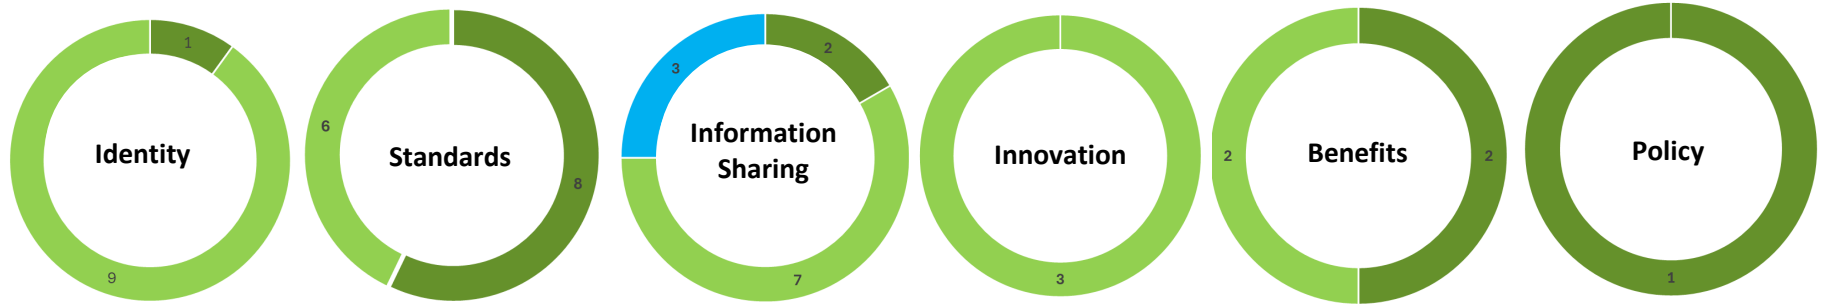 1
Identity
9
6
Standards
8
3
2
Information
Sharing
7
Innovation
3
2
Benefits
2
Policy
1